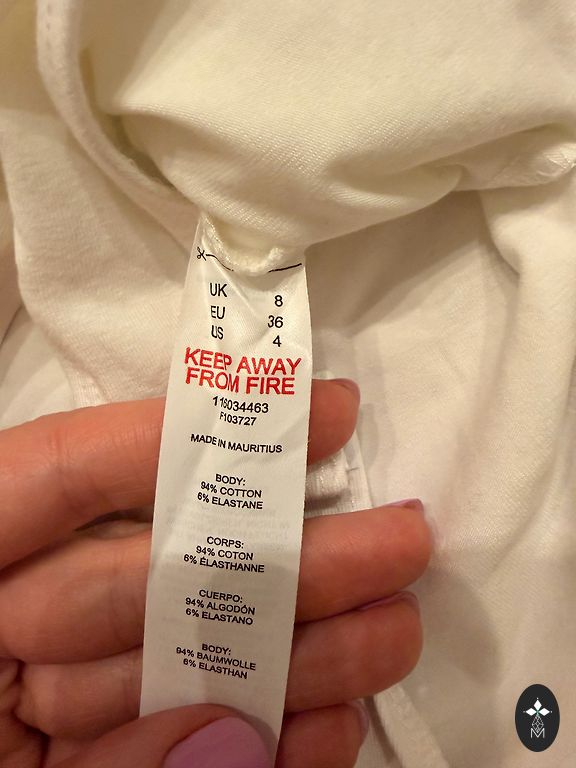 UK 8
EU 36
US 4
KEEP AWAY
FROM FIRE
116034463
F103727
MADE IN MAURITIUS
BODY:
94% COTTON
6% ELASTANE
CORPS:
94% COTON
6% ÉLASTHANNE
CUERPO:
94% ALGODÓN
6% ELASTANO
BODY:
94% BAUMWOLLE
6% ELASTHAN
M